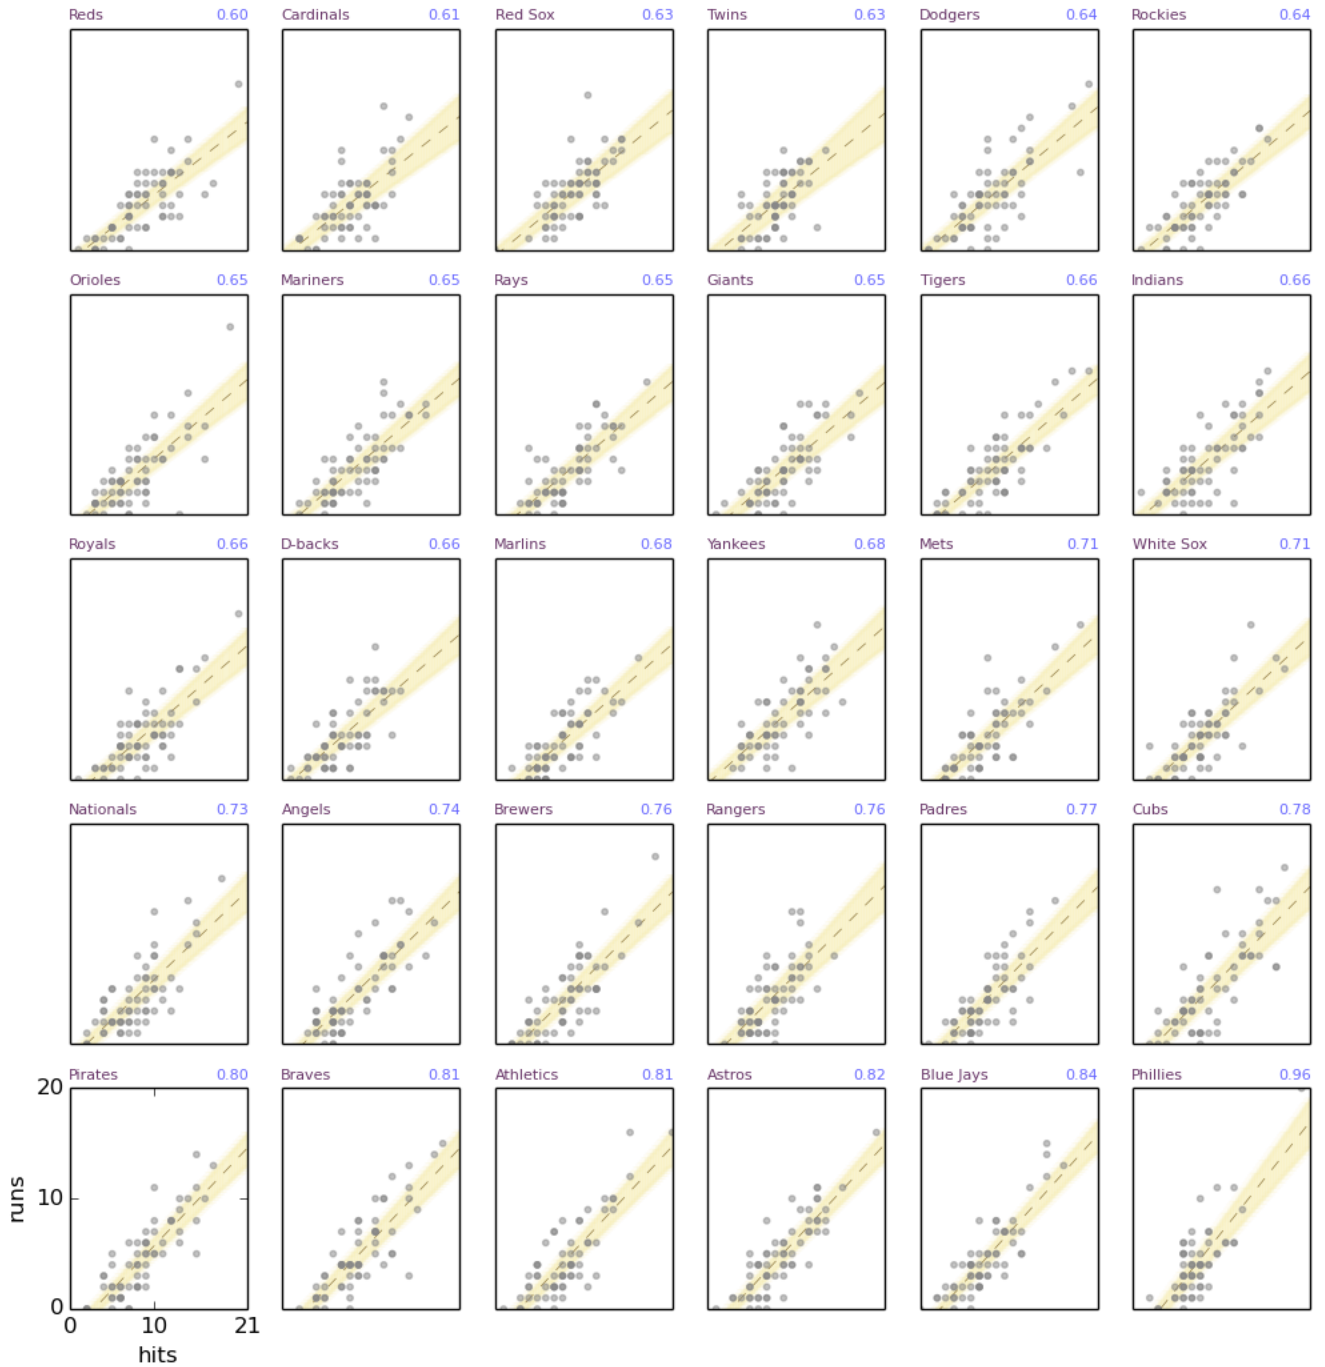 Reds 0.60 Cardinals 0.61 Red Sox 0.63 Twins 0.63 Dodgers 0.64 Rockies 0.64
Orioles 0.65 Mariners 0.65 Rays 0.65 Giants 0.65 Tigers 0.66 Indians 0.66
Royals 0.66 D-backs 0.66 Marlins 0.68 Yankees 0.68 Mets 0.71 White Sox 0.71
Nationals 0.73 Angels 0.74 Brewers 0.76 Rangers 0.76 Padres 0.77 Cubs 0.78
Pirates 0.80 Braves 0.81 Athletics 0.81 Astros 0.82 Blue Jays 0.84 Phillies 0.96
20
10
0
runs
0 10 21
hits